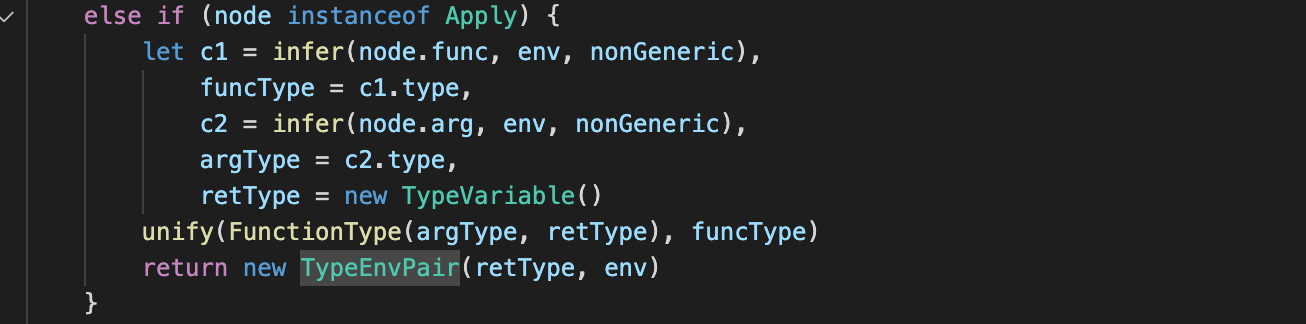 else if (node instanceof Apply) {
let c1 = infer(node.func, env, nonGeneric),
funcType = c1.type,
c2 = infer(node.arg, env, nonGeneric),
argType = c2.type,
retType = new TypeVariable()
unify(FunctionType(argType, retType), funcType)
return new TypeEnvPair(retType, env)
}